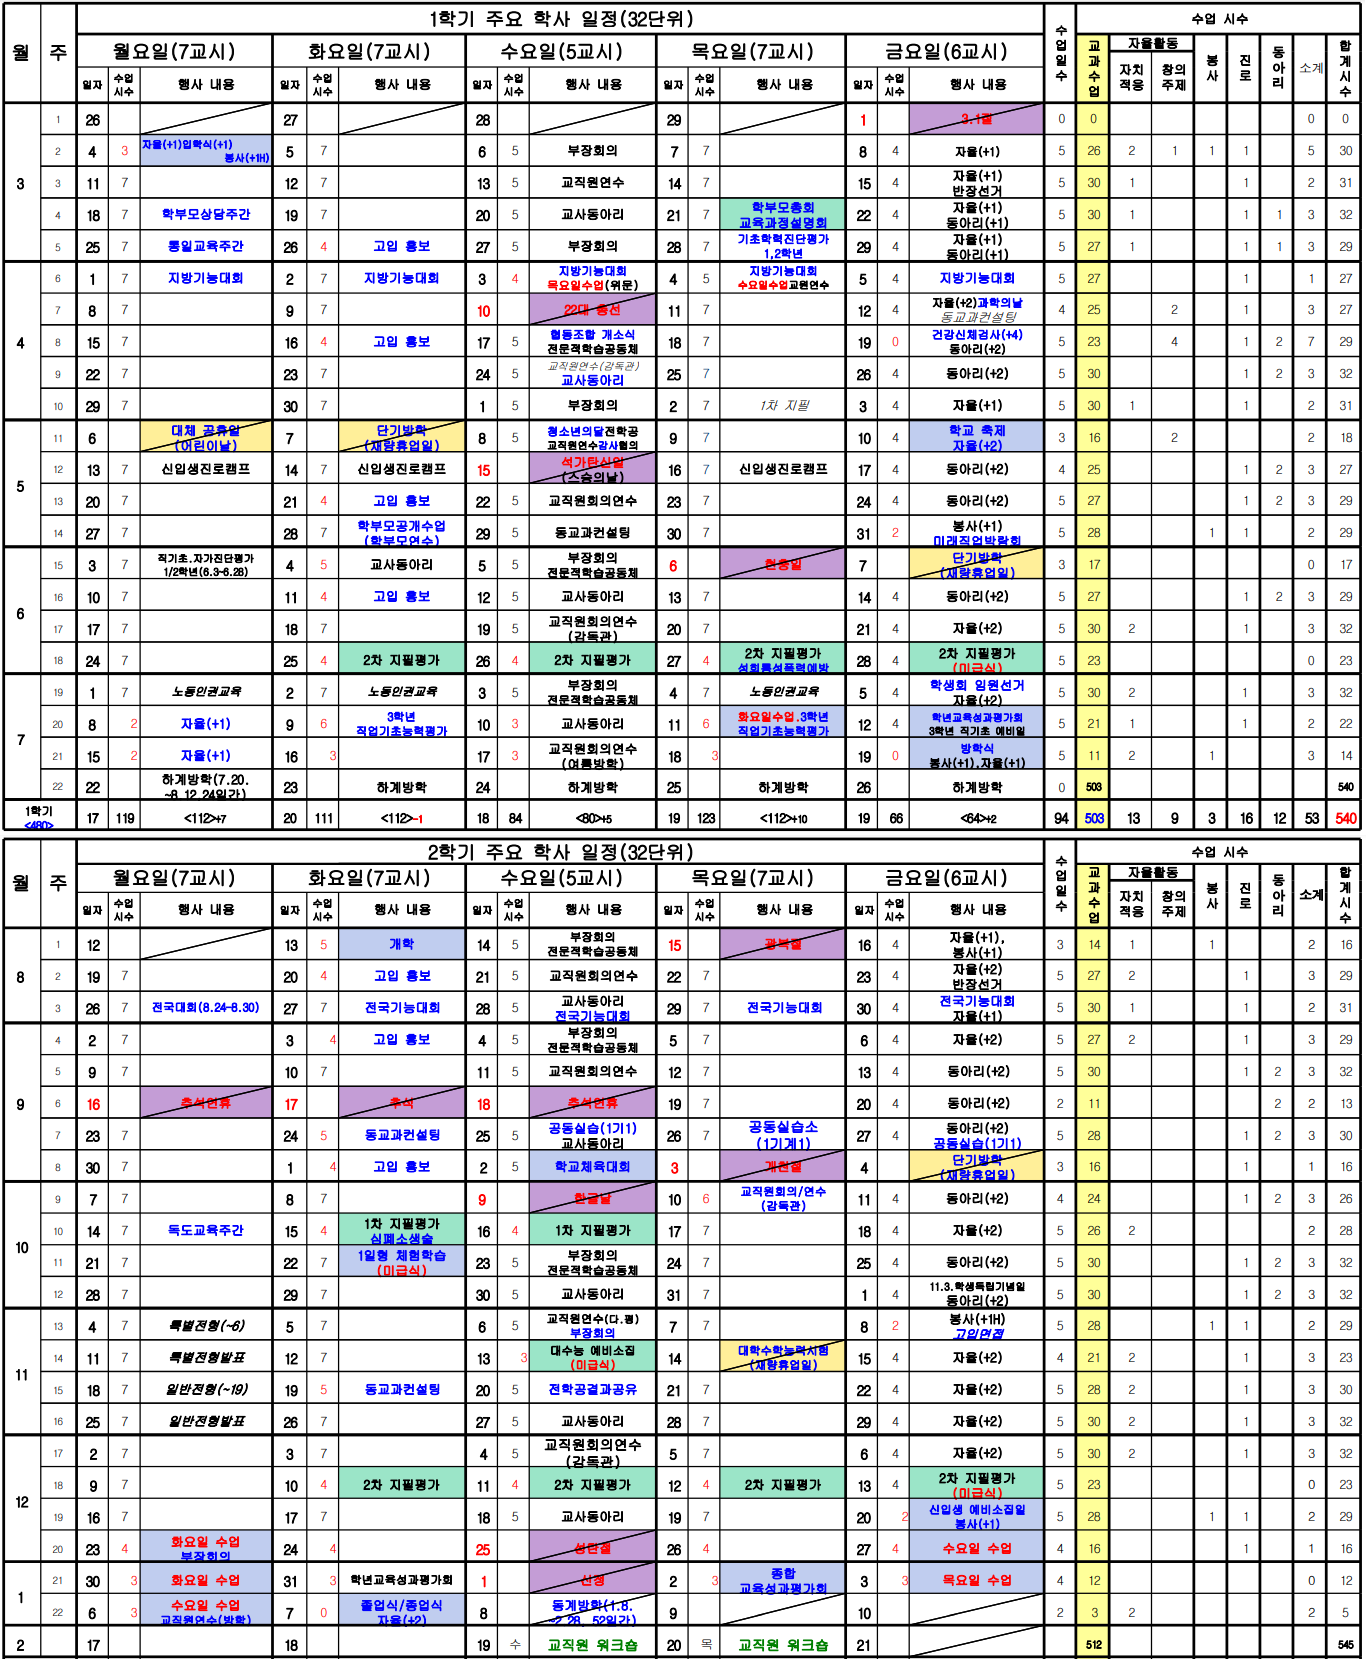 1학기 주요 학사 일정(32단위)
월 주 월요일(7교시) 화요일(7교시) 수요일(5교시) 목요일(7교시) 금요일(6교시) 수업일수 수업 시수
교과수업 자율활동 봉사 진로 동아리 소계 합계시수
일자 수업시수 행사 내용 일자 수업시수 행사 내용 일자 수업시수 행사 내용 일자 수업시수 행사 내용 일자 수업시수 행사 내용 자치적응 창의주제
3 1 26 27 28 29 1 3.1절 0 0 0 0
2 4 3 자율(+1)입학식(+1) 봉사(+1H) 5 7 6 5 부장회의 7 7 8 4 자율(+1) 5 26 2 1 1 1 5 30
3 11 7 12 7 13 5 교직원연수 14 7 15 4 자율(+1) 반장선거 5 30 1 1 2 31
4 18 7 학부모상담주간 19 7 20 5 교사동아리 21 7 학부모총회 교육과정설명회 22 4 자율(+1) 동아리(+1) 5 30 1 1 1 3 32
5 25 7 통일교육주간 26 4 고입 홍보 27 5 부장회의 28 7 기초학력진단평가 1,2학년 29 4 자율(+1) 동아리(+1) 5 27 1 1 1 3 29
4 6 1 7 지방기능대회 2 7 지방기능대회 3 4 지방기능대회 목요일수업(위문) 4 5 지방기능대회 수요일수업교원연수 5 4 지방기능대회 5 27 1 1 27
7 8 7 9 7 10 22대 총선 11 7 12 4 자율(+2)과학의날 동교과컨설팅 4 25 2 1 3 27
8 15 7 16 4 고입 홍보 17 5 협동조합 개소식 전문적학습공동체 18 7 19 0 건강신체검사(+4) 동아리(+2) 5 23 4 1 2 7 29
9 22 7 23 7 24 5 교직원연수(감독관) 교사동아리 25 7 26 4 동아리(+2) 5 30 1 2 3 32
10 29 7 30 7 1 5 부장회의 2 7 1차 지필 3 4 자율(+1) 5 30 1 1 2 31
5 11 6 대체 공휴일 (어린이날) 7 단기방학 (재량휴업일) 8 5 청소년의달전학공 교직원연수감사협의 9 7 10 4 학교 축제 자율(+2) 3 16 2 2 18
12 13 7 신입생진로캠프 14 7 신입생진로캠프 15 석가탄신일 (스승의날) 16 7 신입생진로캠프 17 4 동아리(+2) 4 25 1 2 3 27
13 20 7 21 4 고입 홍보 22 5 교직원회의연수 23 7 24 4 동아리(+2) 5 27 1 2 3 29
14 27 7 28 7 학부모공개수업 (학부모연수) 29 5 동교과컨설팅 30 7 31 2 봉사(+1) 미래직업박람회 5 28 1 1 2 29
6 15 3 7 직기초.자가진단평가 1/2학년(6.3-6.28) 4 5 교사동아리 5 5 부장회의 전문적학습공동체 6 현충일 7 단기방학 (재량휴업일) 3 17 0 17
16 10 7 11 4 고입 홍보 12 5 교사동아리 13 7 14 4 동아리(+2) 5 27 1 2 3 29
17 17 7 18 7 19 5 교직원회의연수 (감독관) 20 7 21 4 자율(+2) 5 30 2 1 3 32
18 24 7 25 4 2차 지필평가 26 4 2차 지필평가 27 4 2차 지필평가 성희롱성폭력예방 28 4 2차 지필평가 (미급식) 5 23 0 23
7 19 1 7 노동인권교육 2 7 노동인권교육 3 5 부장회의 전문적학습공동체 4 7 노동인권교육 5 4 학생회 임원선거 자율(+2) 5 30 2 1 3 32
20 8 2 자율(+1) 9 6 3학년 직업기초능력평가 10 3 교사동아리 11 6 화요일수업,3학년 직업기초능력평가 12 4 학년교육성과평가회 3학년 직기초 예비일 5 21 1 1 2 22
21 15 2 자율(+1) 16 3 17 3 교직원회의연수 (여름방학) 18 3 19 0 방학식 봉사(+1),자율(+1) 5 11 2 1 3 14
22 22 하계방학(7.20. ~8.12.24일간) 23 하계방학 24 하계방학 25 하계방학 26 하계방학 0 503 540
1학기 <480> 17 119 <112>+7 20 111 <112>-1 18 84 <80>+5 19 123 <112>+10 19 66 <64>+2 94 503 13 9 3 16 12 53 540
2학기 주요 학사 일정(32단위)
월 주 월요일(7교시) 화요일(7교시) 수요일(5교시) 목요일(7교시) 금요일(6교시) 수업일수 수업 시수
교과수업 자율활동 봉사 진로 동아리 소계 합계시수
일자 수업시수 행사 내용 일자 수업시수 행사 내용 일자 수업시수 행사 내용 일자 수업시수 행사 내용 일자 수업시수 행사 내용 자치적응 창의주제
8 1 12 13 5 개학 14 5 부장회의 전문적학습공동체 15 광복절 16 4 자율(+1), 봉사(+1) 3 14 1 1 2 16
2 19 7 20 4 고입 홍보 21 5 교직원회의연수 22 7 23 4 자율(+2) 반장선거 5 27 2 1 3 29
3 26 7 전국대회(8.24-8.30) 27 7 전국기능대회 28 5 교사동아리 전국기능대회 29 7 전국기능대회 30 4 전국기능대회 자율(+1) 5 30 1 1 2 31
9 4 2 7 3 4 고입 홍보 4 5 부장회의 전문적학습공동체 5 7 6 4 자율(+2) 5 27 2 1 3 29
5 9 7 10 7 11 5 교직원회의연수 12 7 13 4 동아리(+2) 5 30 1 2 3 32
6 16 추석연휴 17 추석 18 추석연휴 19 7 20 4 동아리(+2) 2 11 2 2 13
7 23 7 24 5 동교과컨설팅 25 5 공동실습(1기1) 교사동아리 26 7 공동실습소 (1기계1) 27 4 동아리(+2) 공동실습(1기1) 5 28 1 2 3 30
8 30 7 1 4 고입 홍보 2 5 학교체육대회 3 개천절 4 단기방학 (재량휴업일) 3 16 1 1 16
10 9 7 7 8 7 9 한글날 10 6 교직원회의/연수 (감독관) 11 4 동아리(+2) 4 24 1 2 3 26
10 14 7 독도교육주간 15 4 1차 지필평가 심폐소생술 16 4 1차 지필평가 17 7 18 4 자율(+2) 5 26 2 2 28
11 21 7 22 7 1일형 체험학습 (미급식) 23 5 부장회의 전문적학습공동체 24 7 25 4 동아리(+2) 5 30 1 2 3 32
12 28 7 29 7 30 5 교사동아리 31 7 1 4 11.3.학생독립기념일 동아리(+2) 5 30 1 2 3 32
11 13 4 7 특별전형(~6) 5 7 6 5 교직원연수(다.평) 부장회의 7 7 8 2 봉사(+1H) 고입면접 5 28 1 1 2 29
14 11 7 특별전형발표 12 7 13 3 대수능 예비소집 (미급식) 14 대학수학능력시험 (재량휴업일) 15 4 자율(+2) 4 21 2 1 3 23
15 18 7 일반전형(~19) 19 5 동교과컨설팅 20 5 전학공결과공유 21 7 22 4 자율(+2) 5 28 2 1 3 30
16 25 7 일반전형발표 26 7 27 5 교사동아리 28 7 29 4 자율(+2) 5 30 2 1 3 32
12 17 2 7 3 7 4 5 교직원회의연수 (감독관) 5 7 6 4 자율(+2) 5 30 2 1 3 32
18 9 7 10 4 2차 지필평가 11 4 2차 지필평가 12 4 2차 지필평가 13 4 2차 지필평가 (미급식) 5 23 0 23
19 16 7 17 7 18 5 교사동아리 19 7 20 2 신입생 예비소집일 봉사(+1) 5 28 1 1 2 29
20 23 4 화요일 수업 부장회의 24 4 25 성탄절 26 4 27 4 수요일 수업 4 16 1 1 16
1 21 30 3 화요일 수업 31 3 학년교육성과평가회 1 신정 2 3 종합 교육성과평가회 3 3 목요일 수업 4 12 0 12
22 6 3 수요일 수업 교직원연수(방학) 7 0 졸업식/종업식 자율(+2) 8 동계방학(1.8. ~2.28. 52일간) 9 10 2 3 2 2 5
2 17 18 19 수 교직원 워크숍 20 목 교직원 워크숍 21 512 545